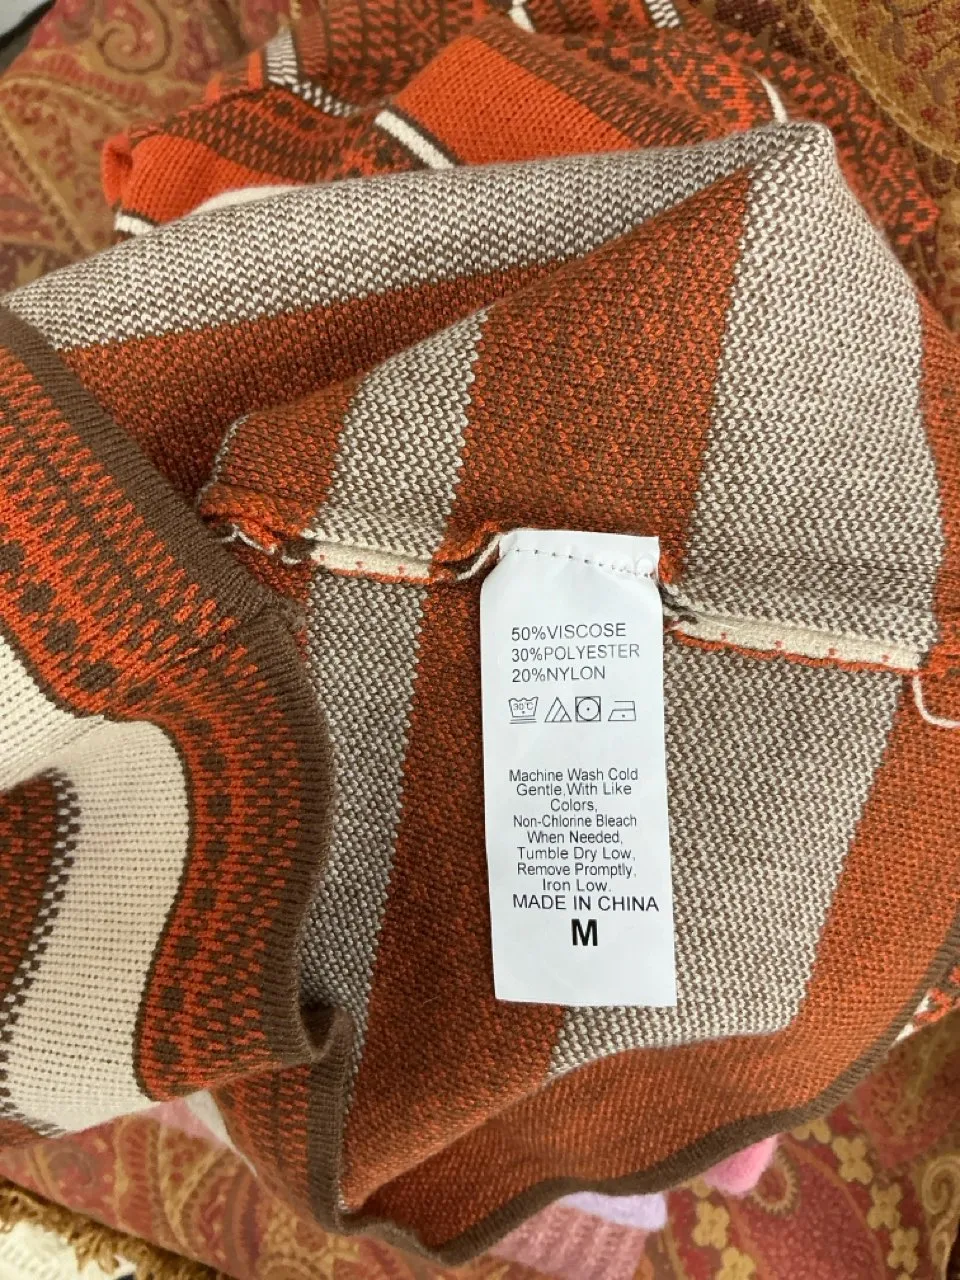 50%VISCOSE
30%POLYESTER
20%NYLON
30°C
Machine Wash Cold
Gentle,With Like
Colors,
Non-Chlorine Bleach
When Needed,
Tumble Dry Low,
Remove Promptly,
Iron Low.
MADE IN CHINA
M